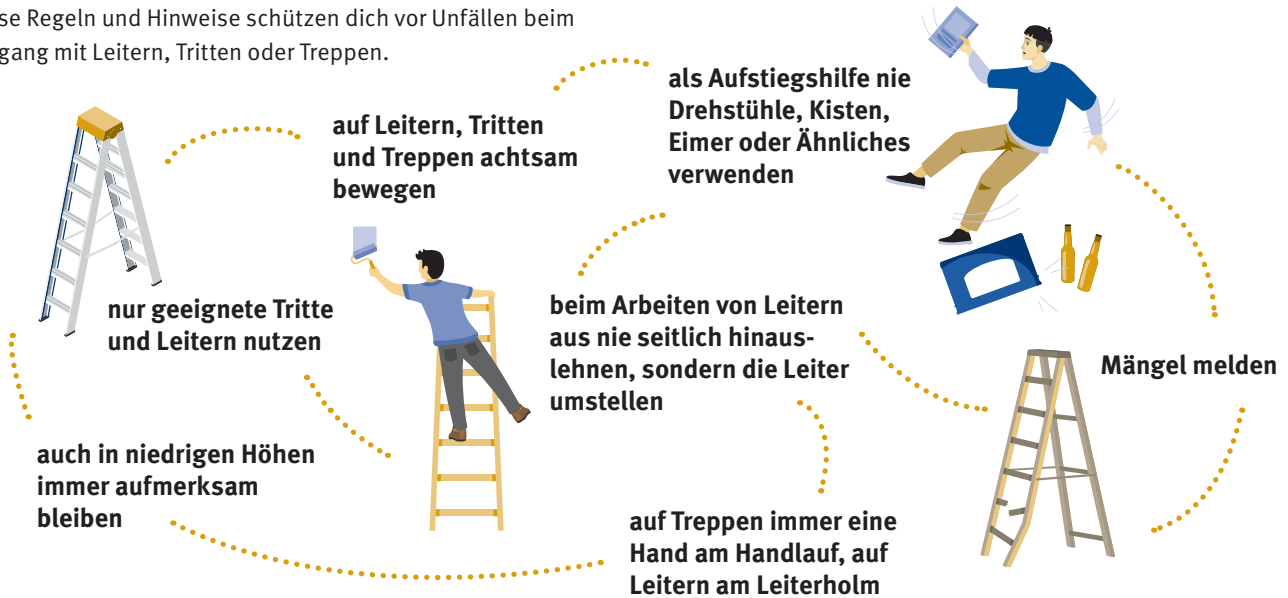 se Regeln und Hinweise schützen dich vor Unfällen beim
gang mit Leitern, Tritten oder Treppen.
auf Leitern, Tritten
und Treppen achtsam
bewegen
als Aufstiegshilfe nie
Drehstühle, Kisten,
Eimer oder Ähnliches
verwenden
nur geeignete Tritte
und Leitern nutzen
beim Arbeiten von Leitern
aus nie seitlich hinaus-
lehnen, sondern die Leiter
umstellen
Mängel melden
auch in niedrigen Höhen
immer aufmerksam
bleiben
auf Treppen immer eine
Hand am Handlauf, auf
Leitern am Leiterholm